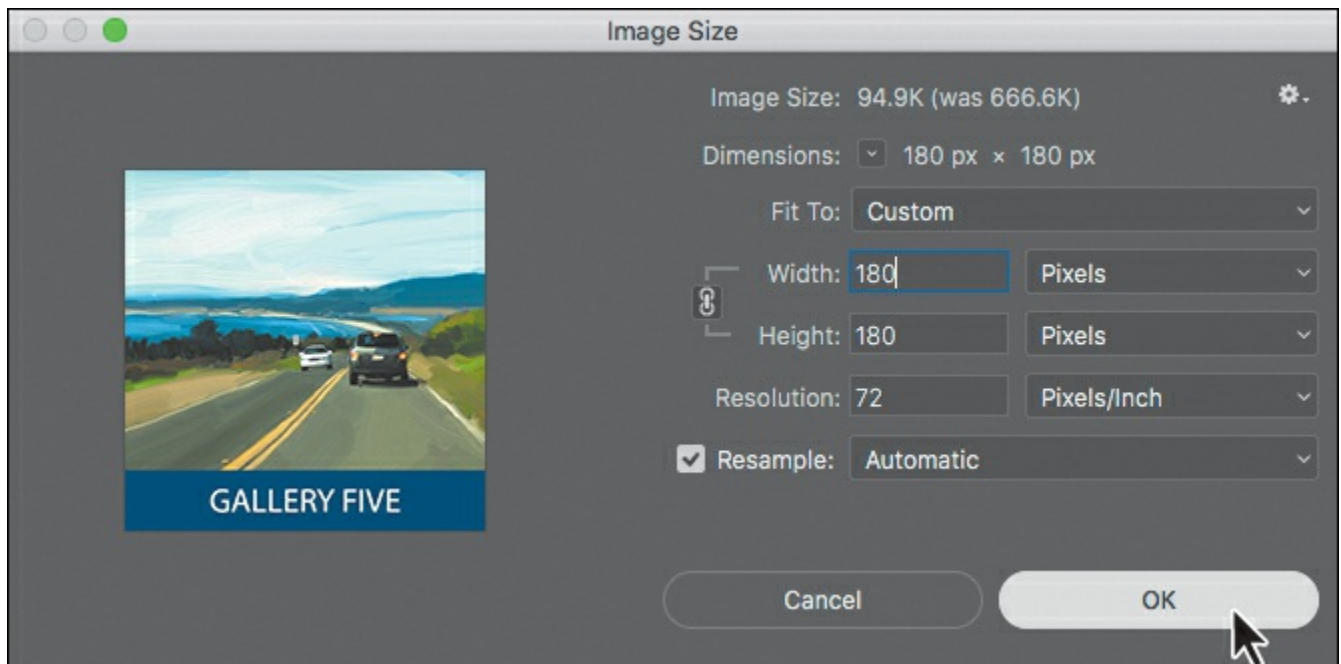 Image Size
Image Size: 94.9K (was 666.6K)
Dimensions: 180 px × 180 px
Fit To: Custom
Width: 180 Pixels
Height: 180 Pixels
Resolution: 72 Pixels/Inch
Resample: Automatic
GALLERY FIVE
Cancel OK